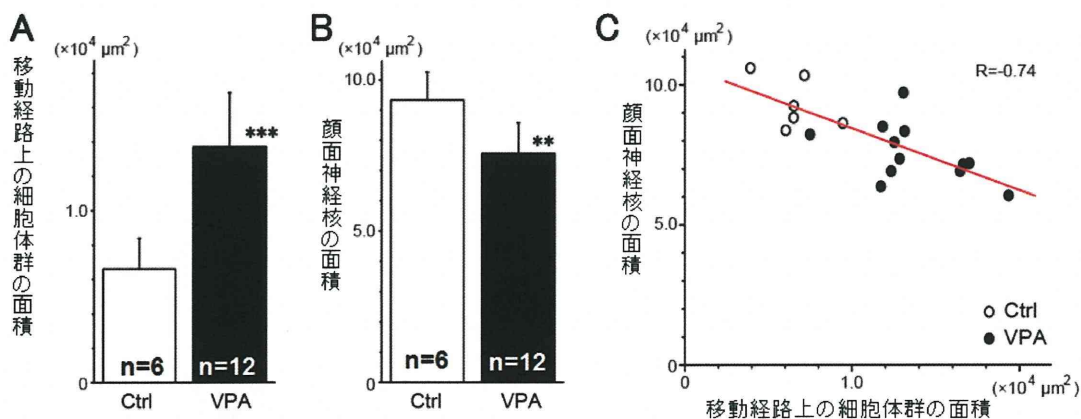 A
(×10⁴ μm²)
移動経路上の細胞体群の面積
1.0
0
***
n=6
n=12
Ctrl
VPA
B
(×10⁴ μm²)
顔面神経核の面積
10.0
5.0
0
**
n=6
n=12
Ctrl
VPA
C
(×10⁴ μm²)
顔面神経核の面積
10.0
5.0
0
R=-0.74
Ctrl
VPA
0
1.0
(×10⁴ μm²)
移動経路上の細胞体群の面積